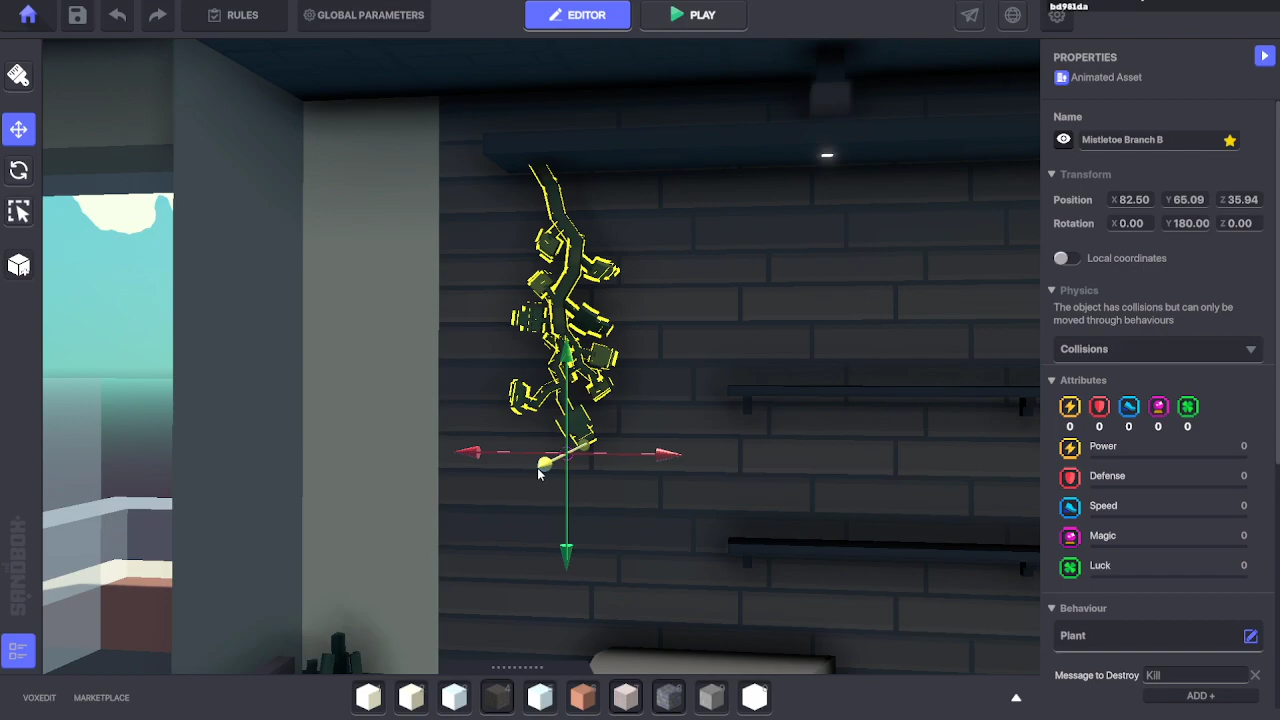 RULES
GLOBAL PARAMETERS
EDITOR
PLAY
bd981da
PROPERTIES
Animated Asset
Name
Mistletoe Branch B
Transform
Position X 82.50 Y 65.09 Z 35.94
Rotation X 0.00 Y 180.00 Z 0.00
Local coordinates
Physics
The object has collisions but can only be
moved through behaviours
Collisions
Attributes
0 0 0 0 0
Power 0
Defense 0
Speed 0
Magic 0
Luck 0
Behaviour
Plant
Message to Destroy Kill
ADD +
THE SANDBOX
VOXEDIT
MARKETPLACE